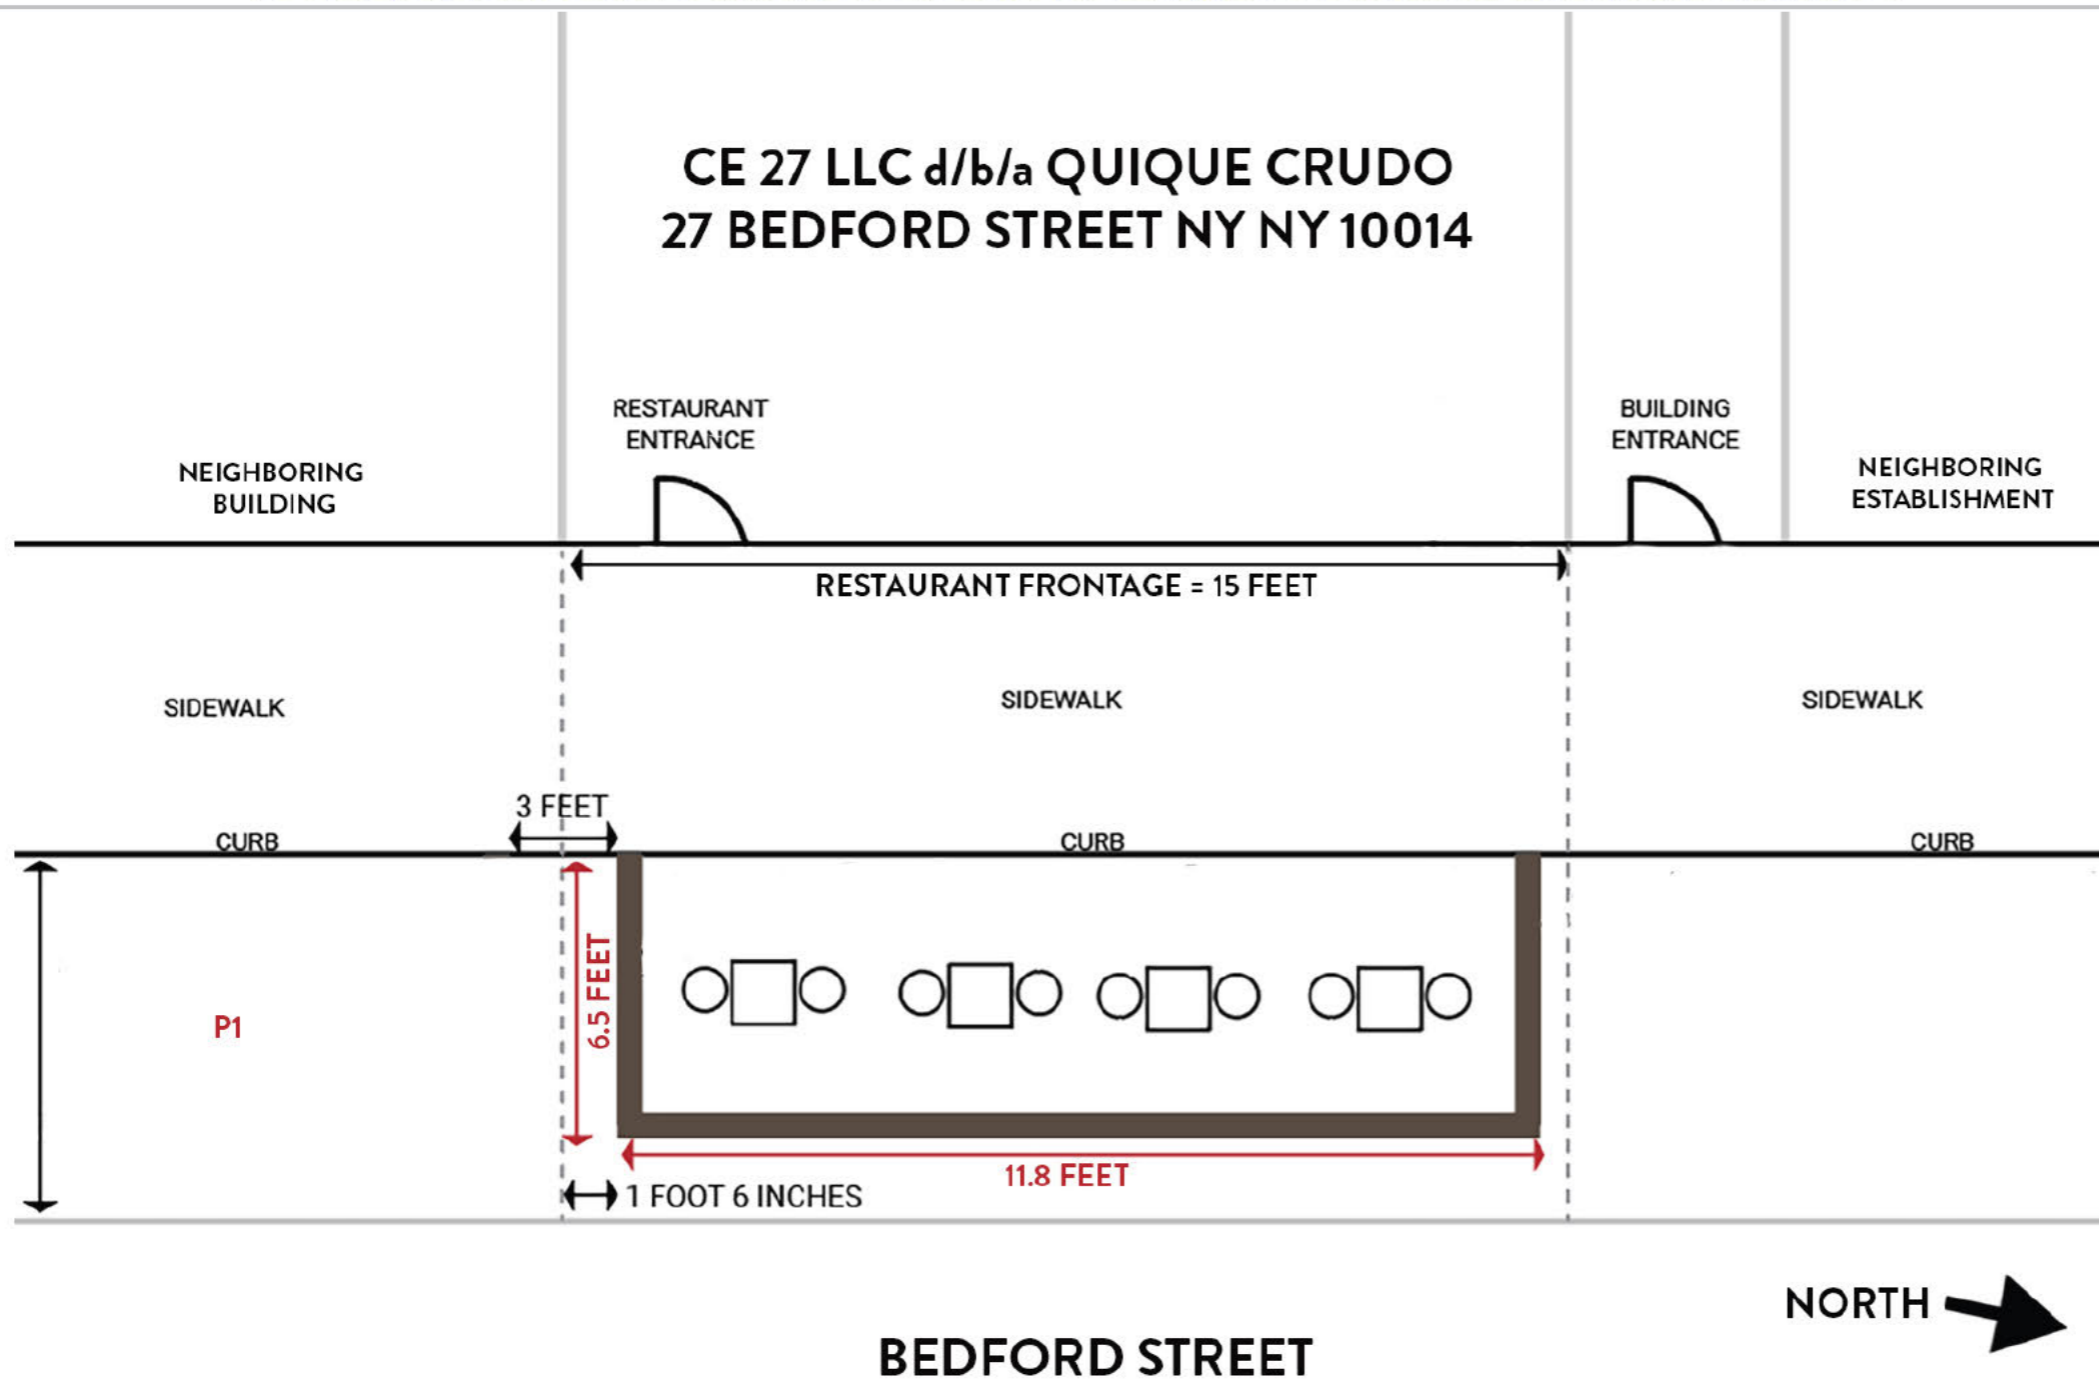 CE 27 LLC d/b/a QUIQUE CRUDO
27 BEDFORD STREET NY NY 10014
RESTAURANT
ENTRANCE
BUILDING
ENTRANCE
NEIGHBORING
BUILDING
NEIGHBORING
ESTABLISHMENT
RESTAURANT FRONTAGE = 15 FEET
SIDEWALK
SIDEWALK
SIDEWALK
3 FEET
CURB
CURB
CURB
6.5 FEET
P1
11.8 FEET
1 FOOT 6 INCHES
NORTH
BEDFORD STREET